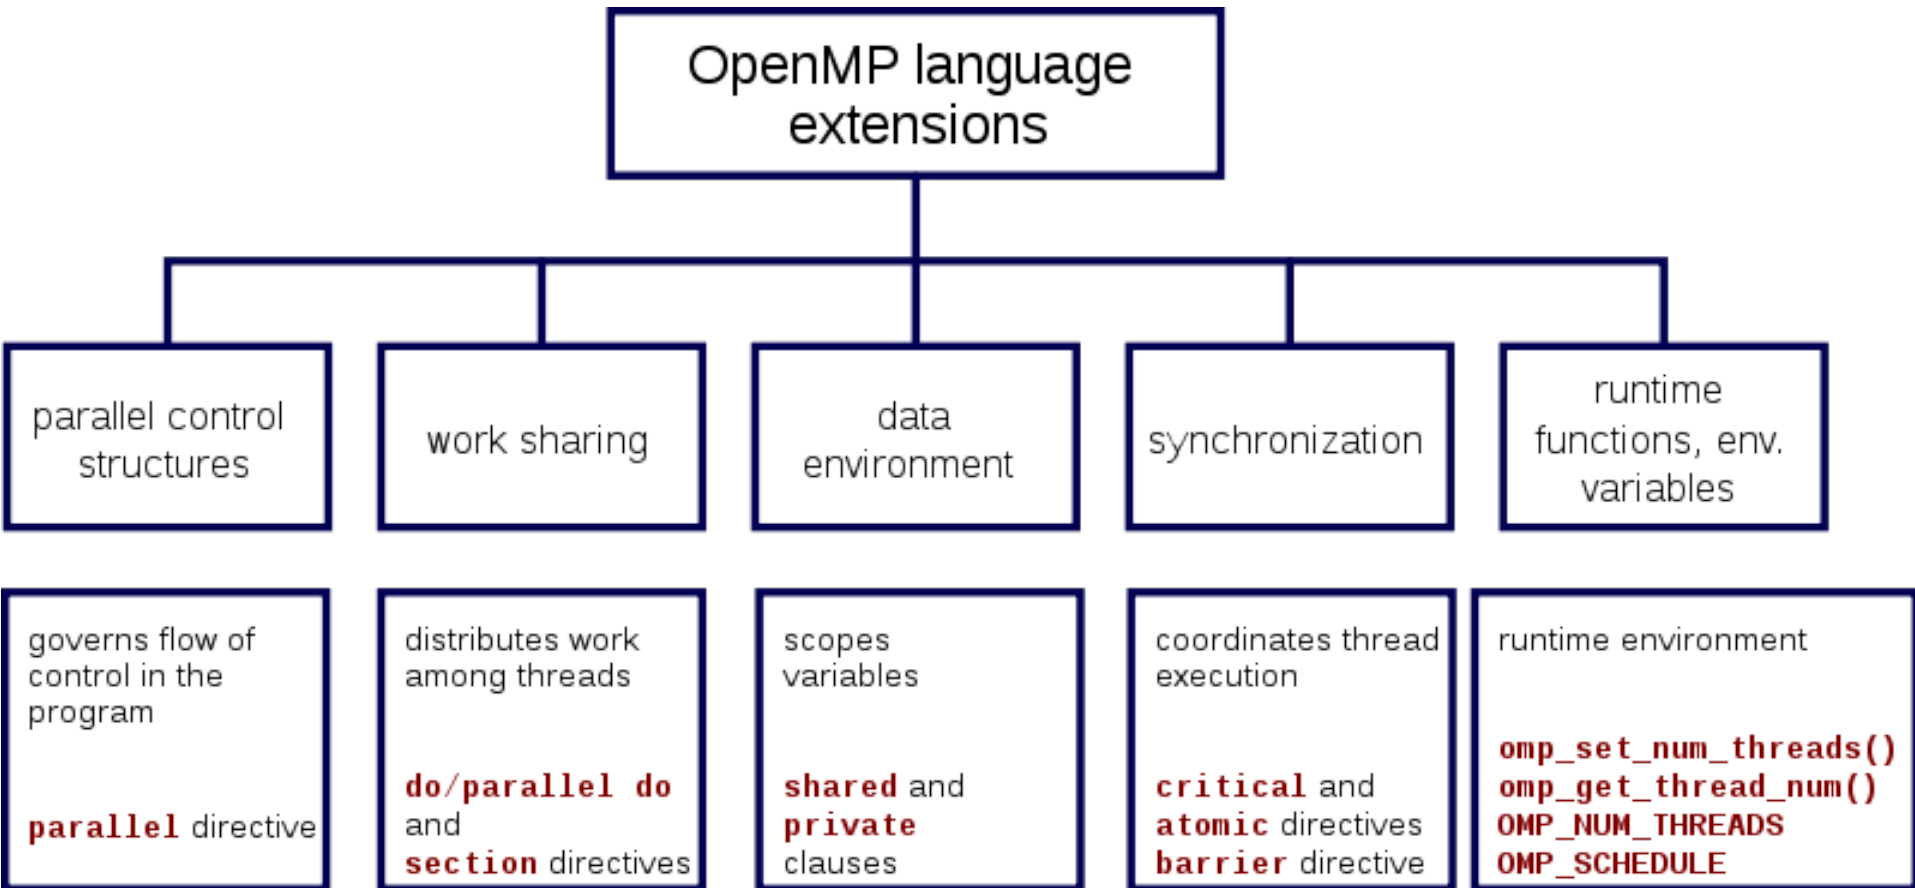 OpenMP language
extensions
parallel control
structures
work sharing
data
environment
synchronization
runtime
functions, env.
variables
governs flow of
control in the
program
parallel directive
distributes work
among threads
do/parallel do
and
section directives
scopes
variables
shared and
private
clauses
coordinates thread
execution
critical and
atomic directives
barrier directive
runtime environment
omp_set_num_threads()
omp_get_thread_num()
OMP_NUM_THREADS
OMP_SCHEDULE